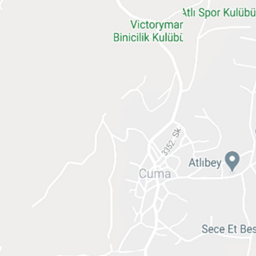 Atlı Spor Kulübü
Victorymar
Binicilik Kulübü
3352. Sk
Atlıbey
Cuma
Sece Et Bes